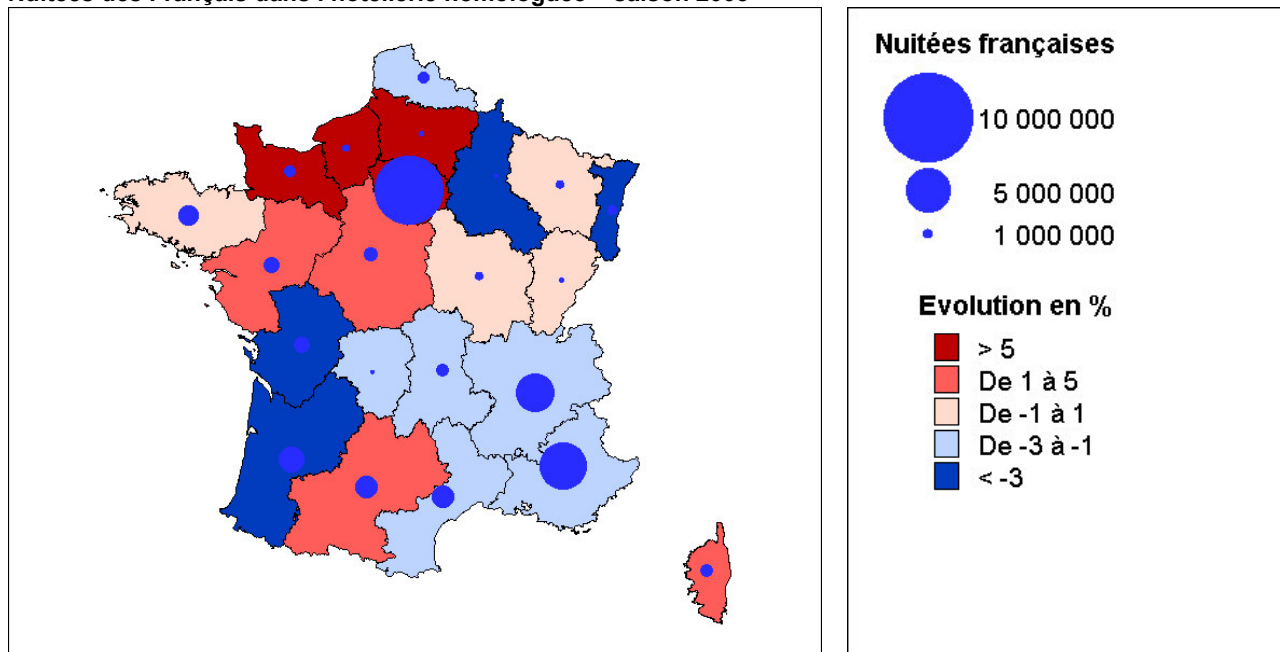 Nuitées françaises
10 000 000
5 000 000
1 000 000
Evolution en %
> 5
De 1 à 5
De -1 à 1
De -3 à -1
< -3